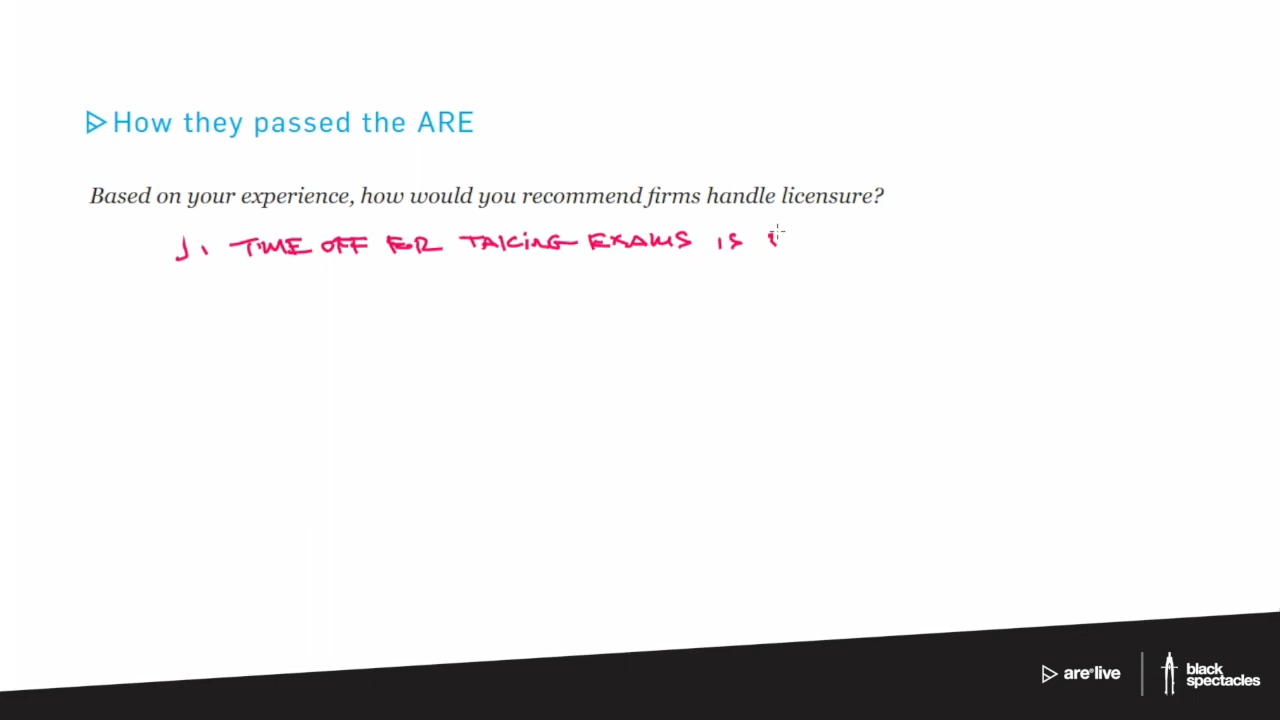 How they passed the ARE
Based on your experience, how would you recommend firms handle licensure?
1. TIME OFF FOR TAKING EXAMS IS
are live
black
spectacles